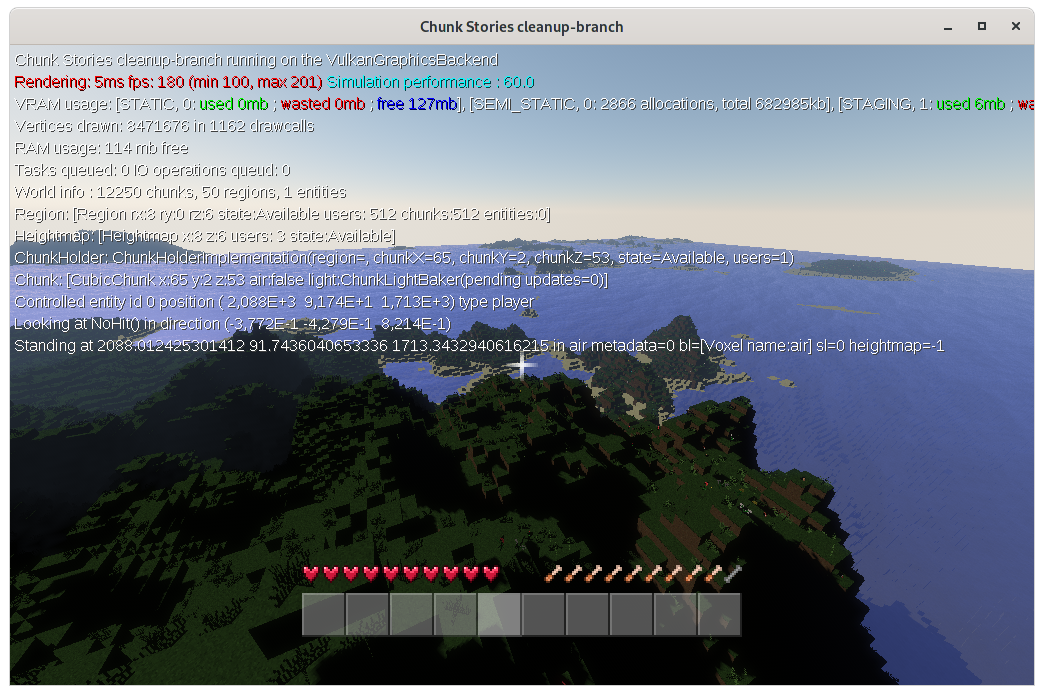 Chunk Stories cleanup-branch
Chunk Stories cleanup-branch running on the VulkanGraphicsBackend
Rendering: 5ms fps: 180 (min 100, max 201) Simulation performance : 60.0
VRAM usage: [STATIC, 0: used 0mb ; wasted 0mb ; free 127mb], [SEMI_STATIC, 0: 2866 allocations, total 682985kb], [STAGING, 1: used 6mb ; wa
Vertices drawn: 8471676 in 1162 drawcalls
RAM usage: 114 mb free
Tasks queued: 0 IO operations queud: 0
World info : 12250 chunks, 50 regions, 1 entities
Region: [Region rx:8 ry:0 rz:6 state:Available users: 512 chunks:512 entities:0]
Heightmap: [Heightmap x:8 z:6 users: 3 state:Available]
ChunkHolder: ChunkHolderImplementation(region=, chunkX=65, chunkY=2, chunkZ=53, state=Available, users=1)
Chunk: [CubicChunk x:65 y:2 z:53 air:false light:ChunkLightBaker(pending updates=0)]
Controlled entity id 0 position ( 2,088E+3  9,174E+1  1,713E+3) type player
Looking at NoHit() in direction (-3,772E-1 -4,279E-1  8,214E-1)
Standing at 2088.012425301412 91.7436040653336 1713.3432940616215 in air metadata=0 bl=[Voxel name:air] sl=0 heightmap=-1